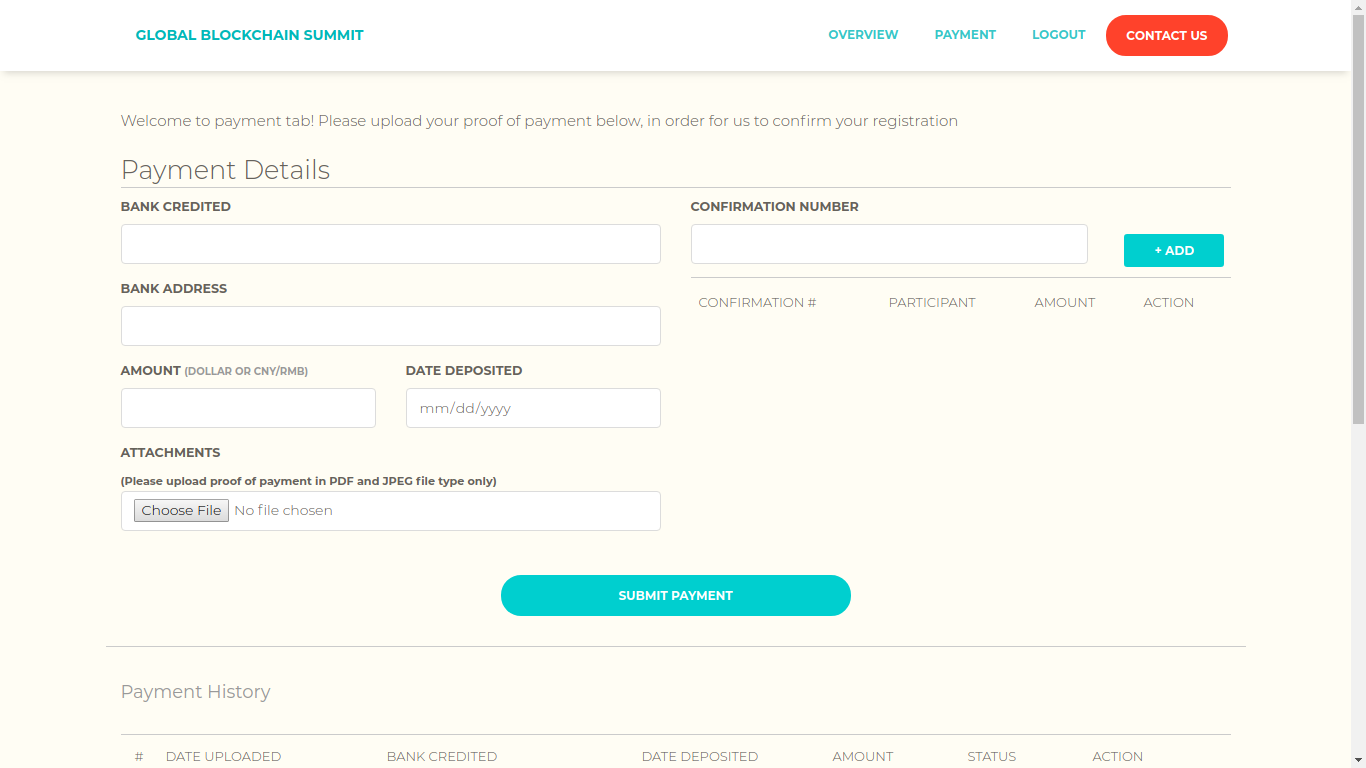 GLOBAL BLOCKCHAIN SUMMIT OVERVIEW PAYMENT LOGOUT CONTACT US
Welcome to payment tab! Please upload your proof of payment below, in order for us to confirm your registration
Payment Details
BANK CREDITED
CONFIRMATION NUMBER
+ ADD
BANK ADDRESS
CONFIRMATION # PARTICIPANT AMOUNT ACTION
AMOUNT (DOLLAR OR CNY/RMB)
DATE DEPOSITED
mm/dd/yyyy
ATTACHMENTS
(Please upload proof of payment in PDF and JPEG file type only)
Choose File No file chosen
SUBMIT PAYMENT
Payment History
# DATE UPLOADED BANK CREDITED DATE DEPOSITED AMOUNT STATUS ACTION